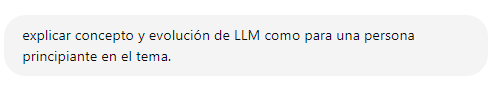 explicar concepto y evolución de LLM como para una persona
principiante en el tema.